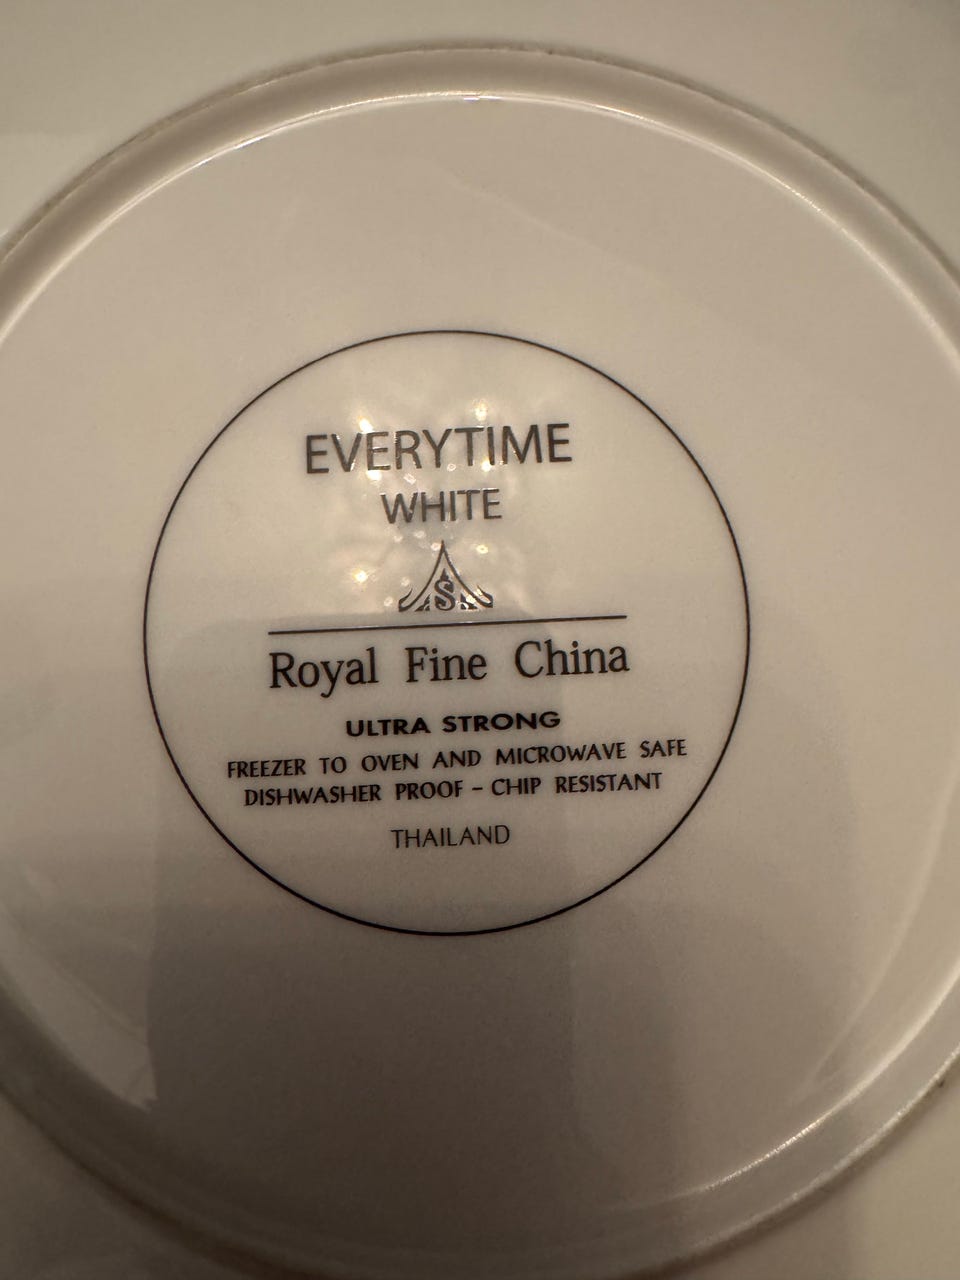 EVERYTIME
WHITE
S
Royal Fine China
ULTRA STRONG
FREEZER TO OVEN AND MICROWAVE SAFE
DISHWASHER PROOF – CHIP RESISTANT
THAILAND